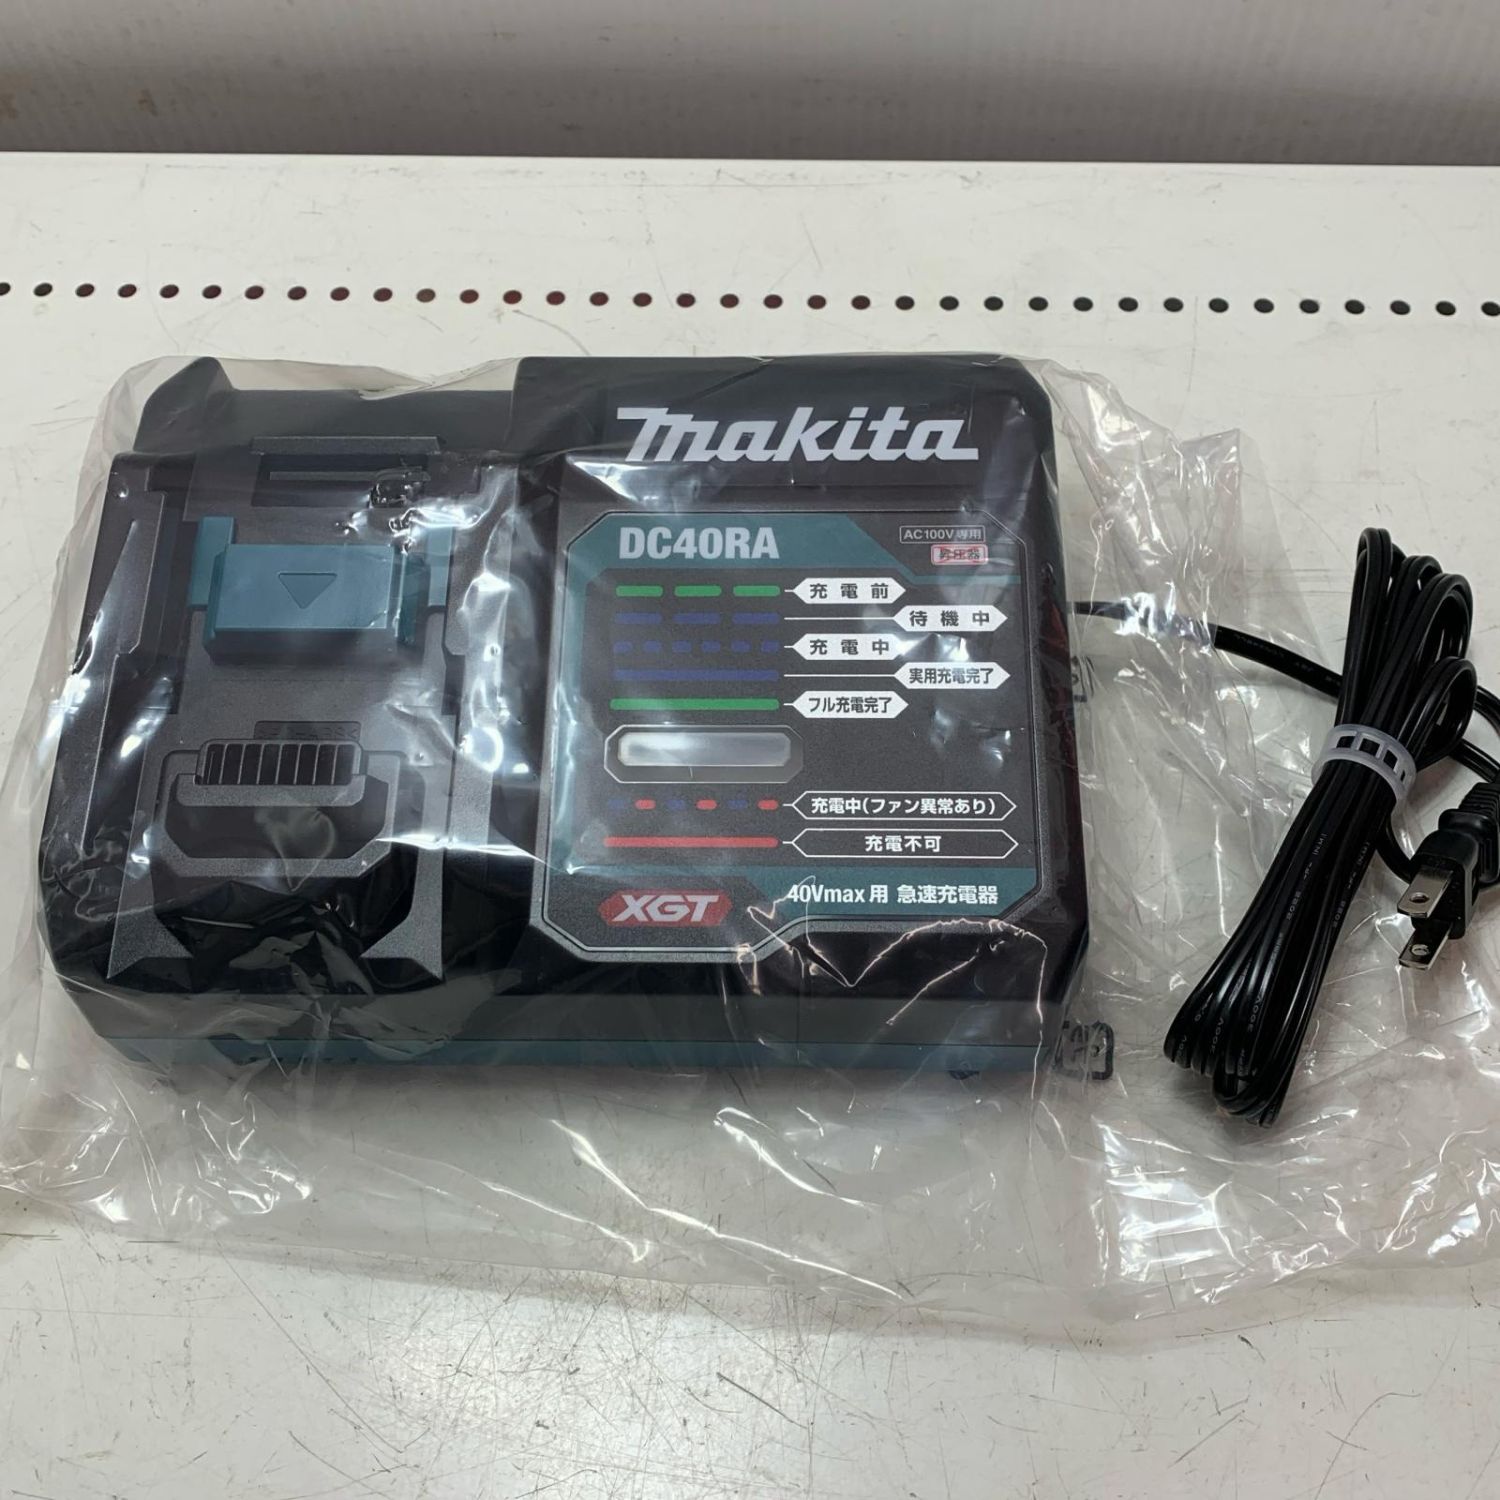 makita
DC40RA
AC100V専用
昇圧器
充電前
待機中
充電中
実用充電完了
フル充電完了
充電中(ファン異常あり)
充電不可
XGT
40Vmax用 急速充電器